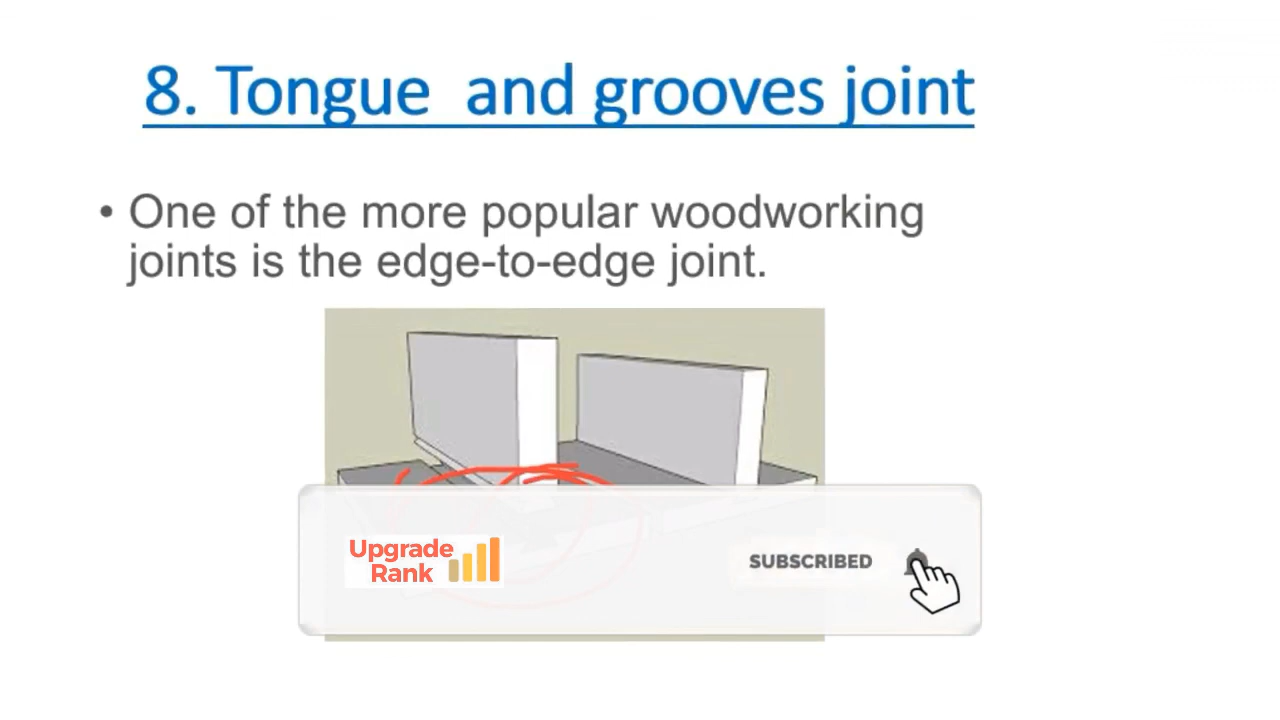 8. Tongue  and grooves joint
• One of the more popular woodworking
joints is the edge-to-edge joint.
Upgrade
Rank
SUBSCRIBED